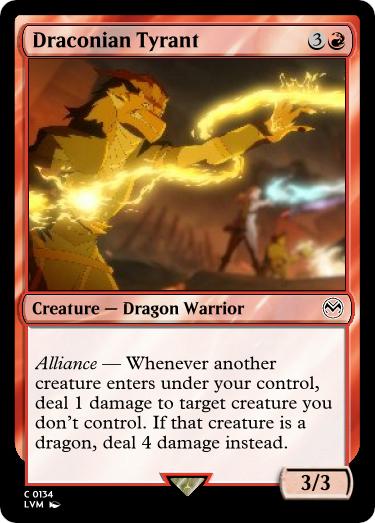 Draconian Tyrant 3
Creature — Dragon Warrior
Alliance — Whenever another
creature enters under your control,
deal 1 damage to target creature you
don't control. If that creature is a
dragon, deal 4 damage instead.
3/3
C 0134
LVM